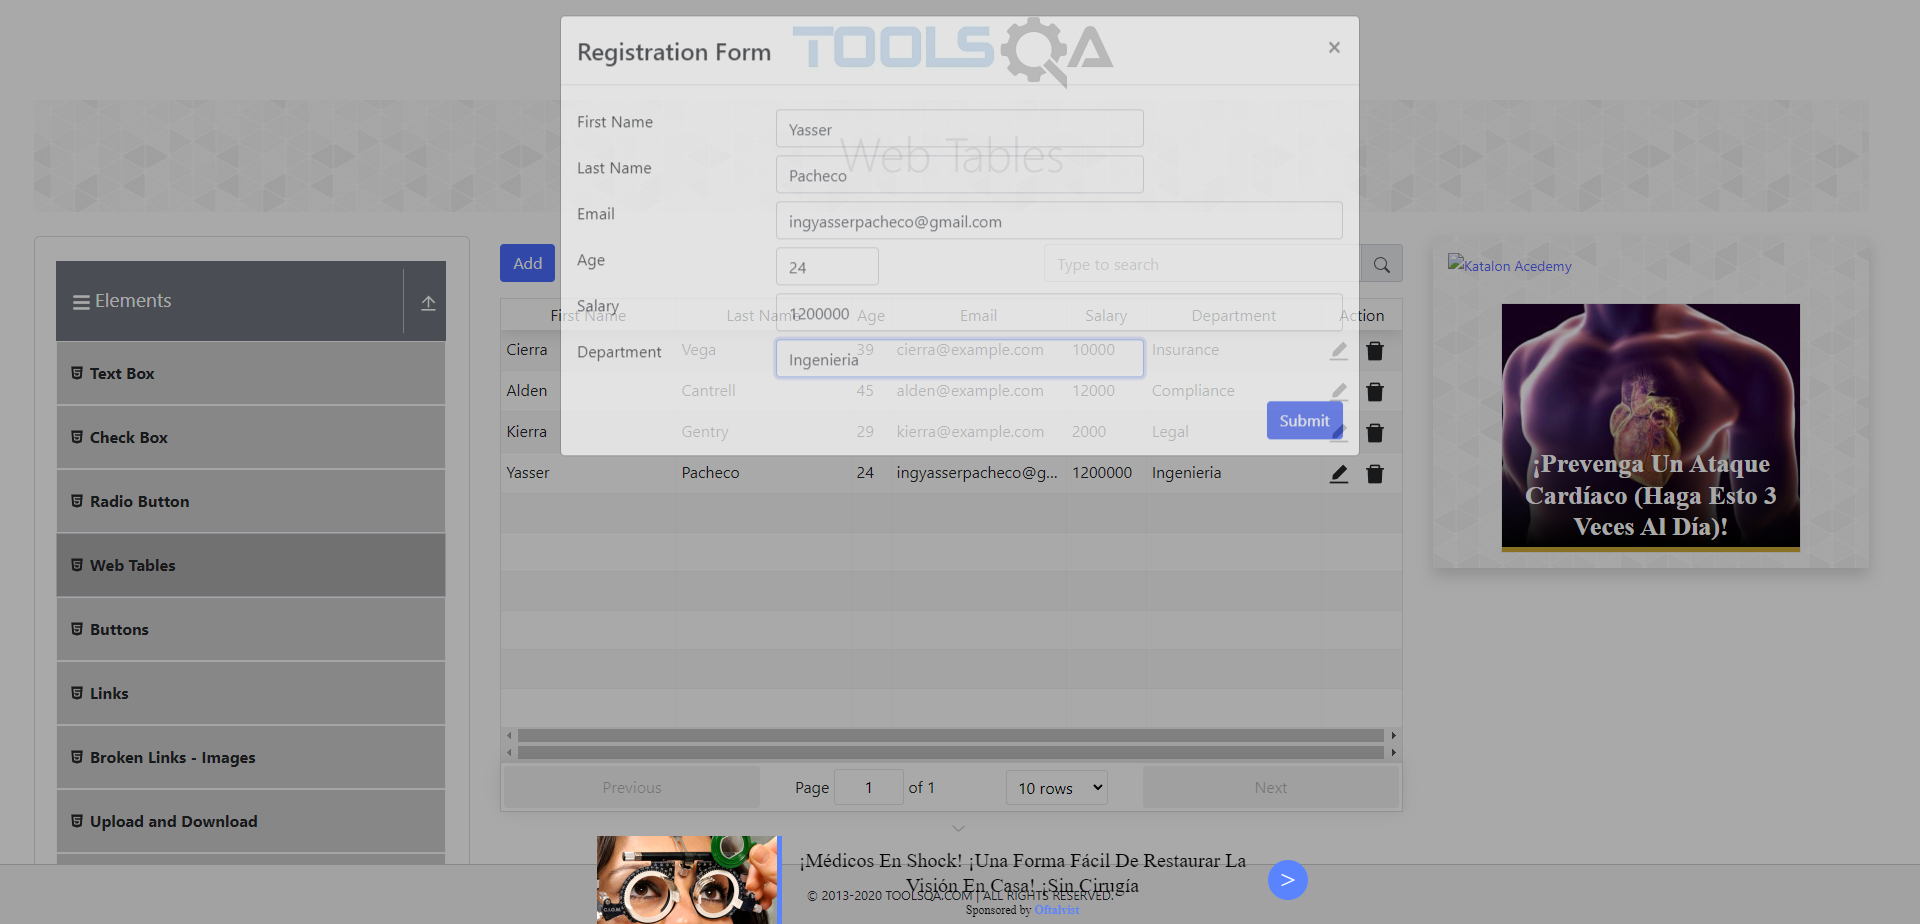 TOOLSQA
Registration Form
×
Web Tables
First Name
Yasser
Last Name
Pacheco
Email
ingyasserpacheco@gmail.com
Age
24
Salary
1200000
Department
Ingenieria
Submit
Elements
Text Box
Check Box
Radio Button
Web Tables
Buttons
Links
Broken Links - Images
Upload and Download
Add
Type to search
First Name Last Name Age Email Salary Department Action
Cierra Vega 39 cierra@example.com 10000 Insurance
Alden Cantrell 45 alden@example.com 12000 Compliance
Kierra Gentry 29 kierra@example.com 2000 Legal
Yasser Pacheco 24 ingyasserpacheco@g... 1200000 Ingenieria
Previous
Page 1 of 1
10 rows
Next
Katalon Acedemy
¡Prevenga Un Ataque
Cardíaco (Haga Esto 3
Veces Al Día)!
¡Médicos En Shock! ¡Una Forma Fácil De Restaurar La
Visión En Casa! ¡Sin Cirugía
© 2013-2020 TOOLSQA.COM | ALL RIGHTS RESERVED.
Sponsored by Oftalvist
>